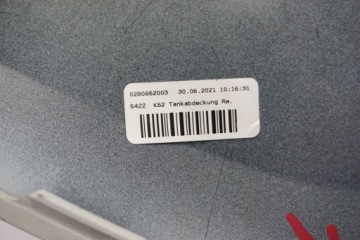 0280852003 30.06.2021 10:16:31
5422 K52 Tankabdeckung Re.